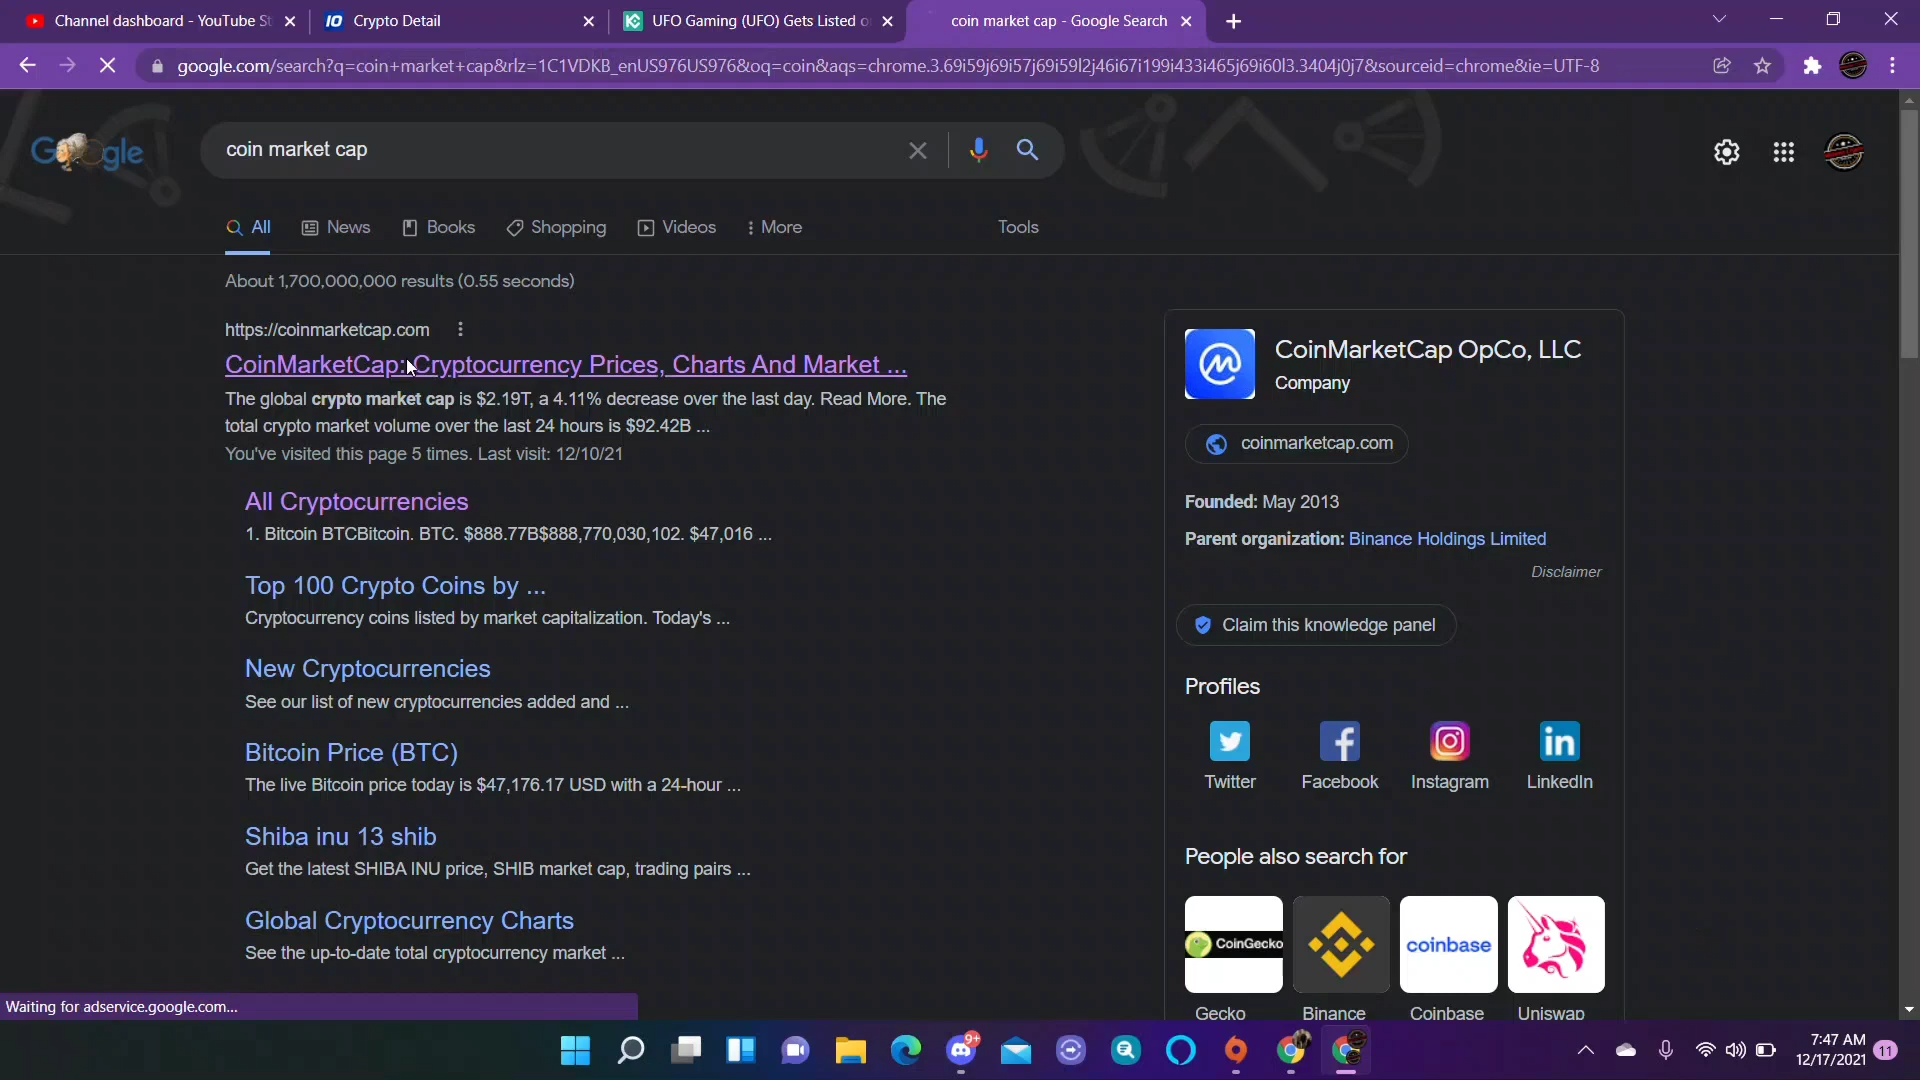 Channel dashboard - YouTube St
Crypto Detail
UFO Gaming (UFO) Gets Listed o
coin market cap - Google Search
google.com/search?q=coin+market+cap&rlz=1C1VDKB_enUS976US976&oq=coin&aqs=chrome.3.69i59j69i57j69i59l2j46i67i199i433i465j69i60l3.3404j0j7&sourceid=chrome&ie=UTF-8
Google
coin market cap
All
News
Books
Shopping
Videos
More
Tools
About 1,700,000,000 results (0.55 seconds)
https://coinmarketcap.com
CoinMarketCap: Cryptocurrency Prices, Charts And Market ...
The global crypto market cap is $2.19T, a 4.11% decrease over the last day. Read More. The
total crypto market volume over the last 24 hours is $92.42B ...
You've visited this page 5 times. Last visit: 12/10/21
All Cryptocurrencies
1. Bitcoin BTCBitcoin. BTC. $888.77B$888,770,030,102. $47,016 ...
Top 100 Crypto Coins by ...
Cryptocurrency coins listed by market capitalization. Today's ...
New Cryptocurrencies
See our list of new cryptocurrencies added and ...
Bitcoin Price (BTC)
The live Bitcoin price today is $47,176.17 USD with a 24-hour ...
Shiba inu 13 shib
Get the latest SHIBA INU price, SHIB market cap, trading pairs ...
Global Cryptocurrency Charts
See the up-to-date total cryptocurrency market ...
CoinMarketCap OpCo, LLC
Company
coinmarketcap.com
Founded: May 2013
Parent organization: Binance Holdings Limited
Disclaimer
Claim this knowledge panel
Profiles
Twitter
Facebook
Instagram
LinkedIn
People also search for
CoinGecko
coinbase
Gecko
Binance
Coinbase
Uniswap
Waiting for adservice.google.com...
9+
7:47 AM
12/17/2021
11